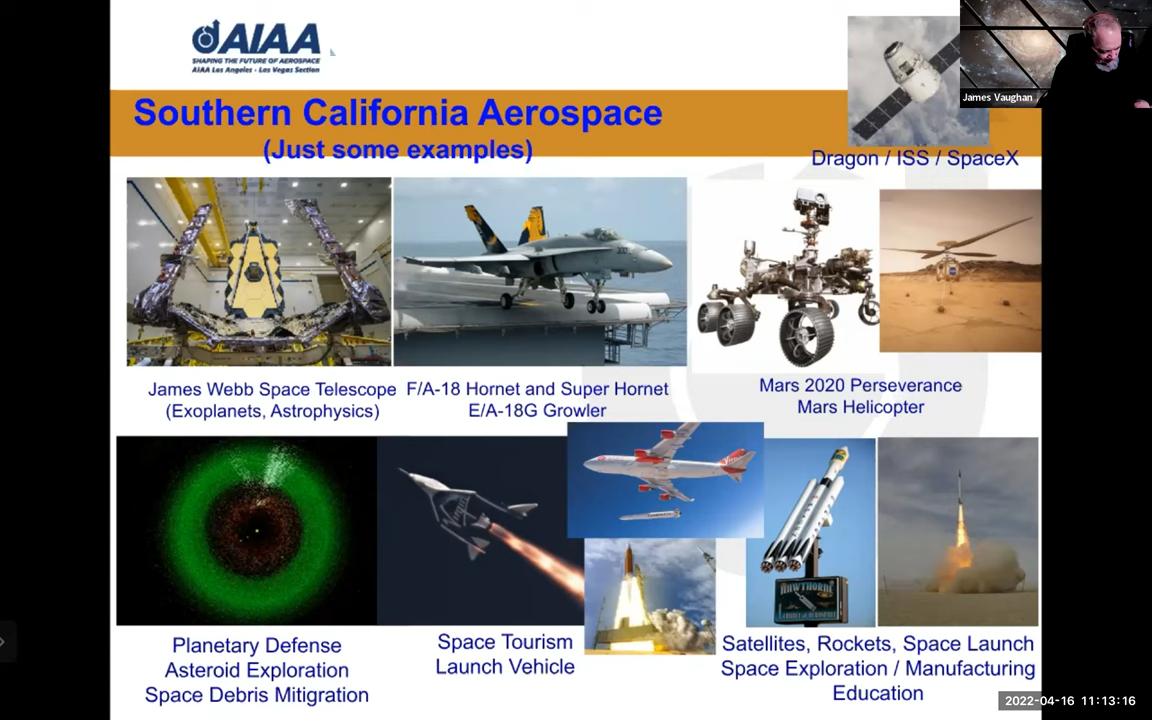 AIAA
SHAPING THE FUTURE OF AEROSPACE
AIAA Los Angeles - Las Vegas Section
Southern California Aerospace
(Just some examples)
James Vaughan
Dragon / ISS / SpaceX
James Webb Space Telescope
(Exoplanets, Astrophysics)
F/A-18 Hornet and Super Hornet
E/A-18G Growler
Mars 2020 Perseverance
Mars Helicopter
HAWTHORNE
Planetary Defense
Asteroid Exploration
Space Debris Mitigration
Space Tourism
Launch Vehicle
Satellites, Rockets, Space Launch
Space Exploration / Manufacturing
Education
2022-04-16 11:13:16